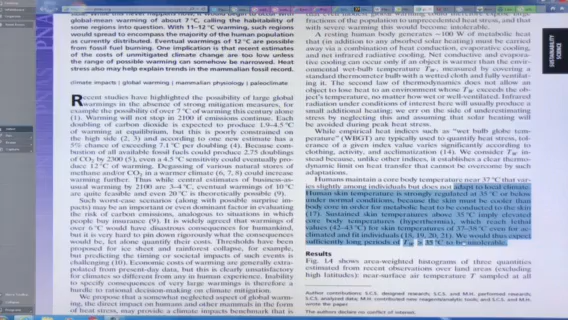 global-mean warming of about 7 °C, calling the habitability of
some regions into question. With 11–12 °C warming, such regions
would spread to encompass the majority of the human population
as currently distributed. Eventual warmings of 12 °C are possible
from fossil fuel burning. One implication is that recent estimates
of the costs of unmitigated climate change are too low unless
the range of possible warming can somehow be narrowed. Heat
stress also may help explain trends in the mammalian fossil record.
climate impacts | global warming | mammalian physiology | paleoclimate
Recent studies have highlighted the possibility of large global
warmings in the absence of strong mitigation measures, for
example the possibility of over 7 °C of warming this century alone
(1). Warming will not stop in 2100 if emissions continue. Each
doubling of carbon dioxide is expected to produce 1.9–4.5 °C
of warming at equilibrium, but this is poorly constrained on
the high side (2, 3) and according to one new estimate has a
5% chance of exceeding 7.1 °C per doubling (4). Because com-
bustion of all available fossil fuels could produce 2.75 doublings
of CO2 by 2300 (5), even a 4.5 °C sensitivity could eventually pro-
duce 12 °C of warming. Degassing of various natural stores of
methane and/or CO2 in a warmer climate (6, 7, 8) could increase
warming further. Thus while central estimates of business-as-
usual warming by 2100 are 3–4 °C, eventual warmings of 10 °C
are quite feasible and even 20 °C is theoretically possible (9).
Such worst-case scenarios (along with possible surprise im-
pacts) may be an important or even dominant factor in evaluating
the risk of carbon emissions, analogous to situations in which
people buy insurance (9). It is widely agreed that warmings of
over 6 °C would have disastrous consequences for humankind,
but it is very hard to pin down rigorously what the consequences
would be, let alone quantify their costs. Thresholds have been
proposed for ice sheet and rainforest collapse, for example,
but predicting the timing or societal impacts of such events is
challenging (10). Economic costs of warming are generally extra-
polated from present-day data, but this is clearly unsatisfactory
for climates so different from any in human experience. Inability
to specify consequences of very large warmings is therefore a
hurdle to rational decision-making on climate mitigation.
We propose that a somewhat neglected aspect of global warm-
ing, the direct impact on humans and other mammals in the form
of heat stress, may provide a climate impacts benchmark that is
fractions of the population to unprecedented heat stress, and that
with severe warming this would become intolerable.
A resting human body generates ~100 W of metabolic heat
that (in addition to any absorbed solar heating) must be carried
away via a combination of heat conduction, evaporative cooling,
and net infrared radiative cooling. Net conductive and evapora-
tive cooling can occur only if an object is warmer than the envi-
ronmental wet-bulb temperature TW, measured by covering a
standard thermometer bulb with a wetted cloth and fully ventilat-
ing it. The second law of thermodynamics does not allow an
object to lose heat to an environment whose TW exceeds the ob-
ject's temperature, no matter how wet or well-ventilated. Infrared
radiation under conditions of interest here will usually produce a
small additional heating; we err on the side of understating
stress by neglecting this and assuming that solar heating will
be avoided during peak heat stress.
While empirical heat indices such as “wet bulb globe tem-
perature” (WBGT) are typically used to quantify heat stress, tol-
erance of a given index value varies significantly according to
clothing, activity, and acclimatization (14). We consider TW in-
stead because, unlike other indices, it establishes a clear thermo-
dynamic limit on heat transfer that cannot be overcome by such
adaptations.
Humans maintain a core body temperature near 37 °C that var-
ies slightly among individuals but does not adapt to local climate.
Human skin temperature is strongly regulated at 35 °C or below
under normal conditions, because the skin must be cooler than
body core in order for metabolic heat to be conducted to the skin
(17). Sustained skin temperatures above 35 °C imply elevated
core body temperatures (hyperthermia), which reach lethal
values (42–43 °C) for skin temperatures of 37–38 °C even for ac-
climated and fit individuals (18, 19, 20, 21). We would thus expect
sufficiently long periods of TW > 35 °C to be intolerable.
Results
Fig. 1A shows area-weighted histograms of three quantities
estimated from recent observations over land areas (excluding
high latitudes): near-surface air temperature T sampled at all
Author contributions: S.C.S. designed research; S.C.S. and M.H. performed research;
S.C.S. analyzed data; M.H. contributed new reagents/analytic tools; and S.C.S. and M.H.
wrote the paper.
The authors declare no conflict of interest.
SUSTAINABILITY
SCIENCE
PNAS